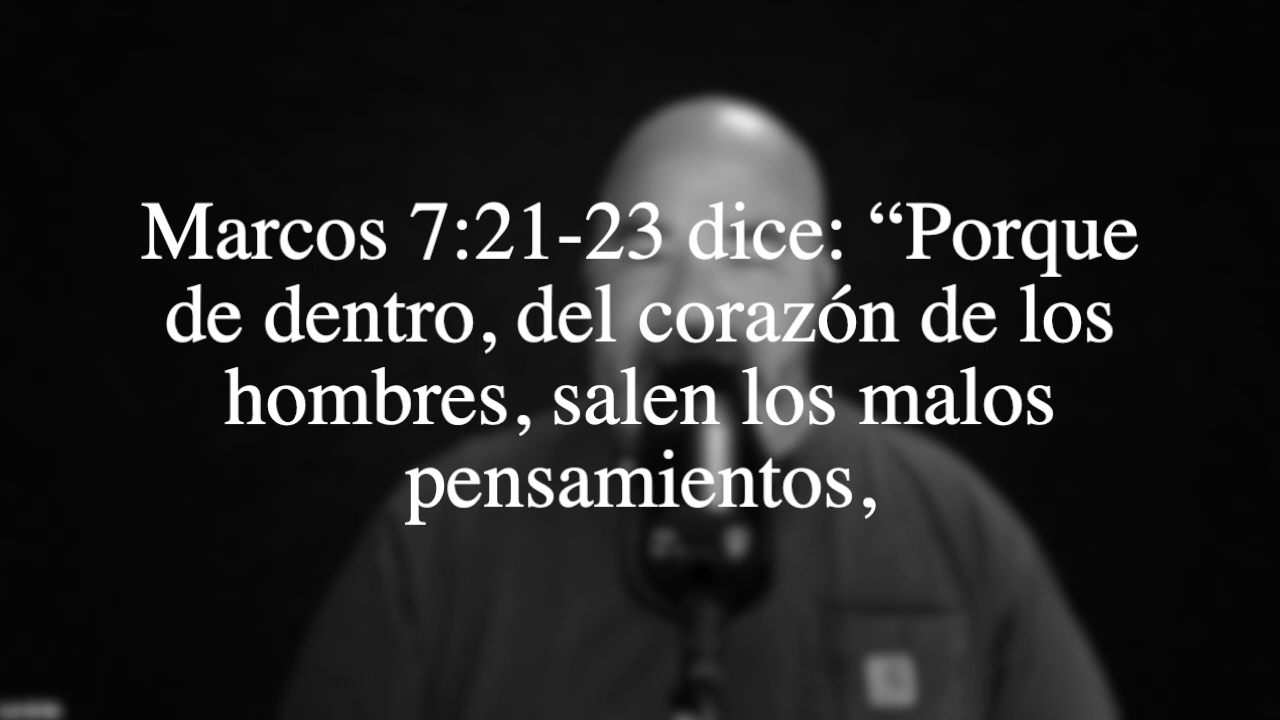 Marcos 7:21-23 dice: “Porque
de dentro, del corazón de los
hombres, salen los malos
pensamientos,